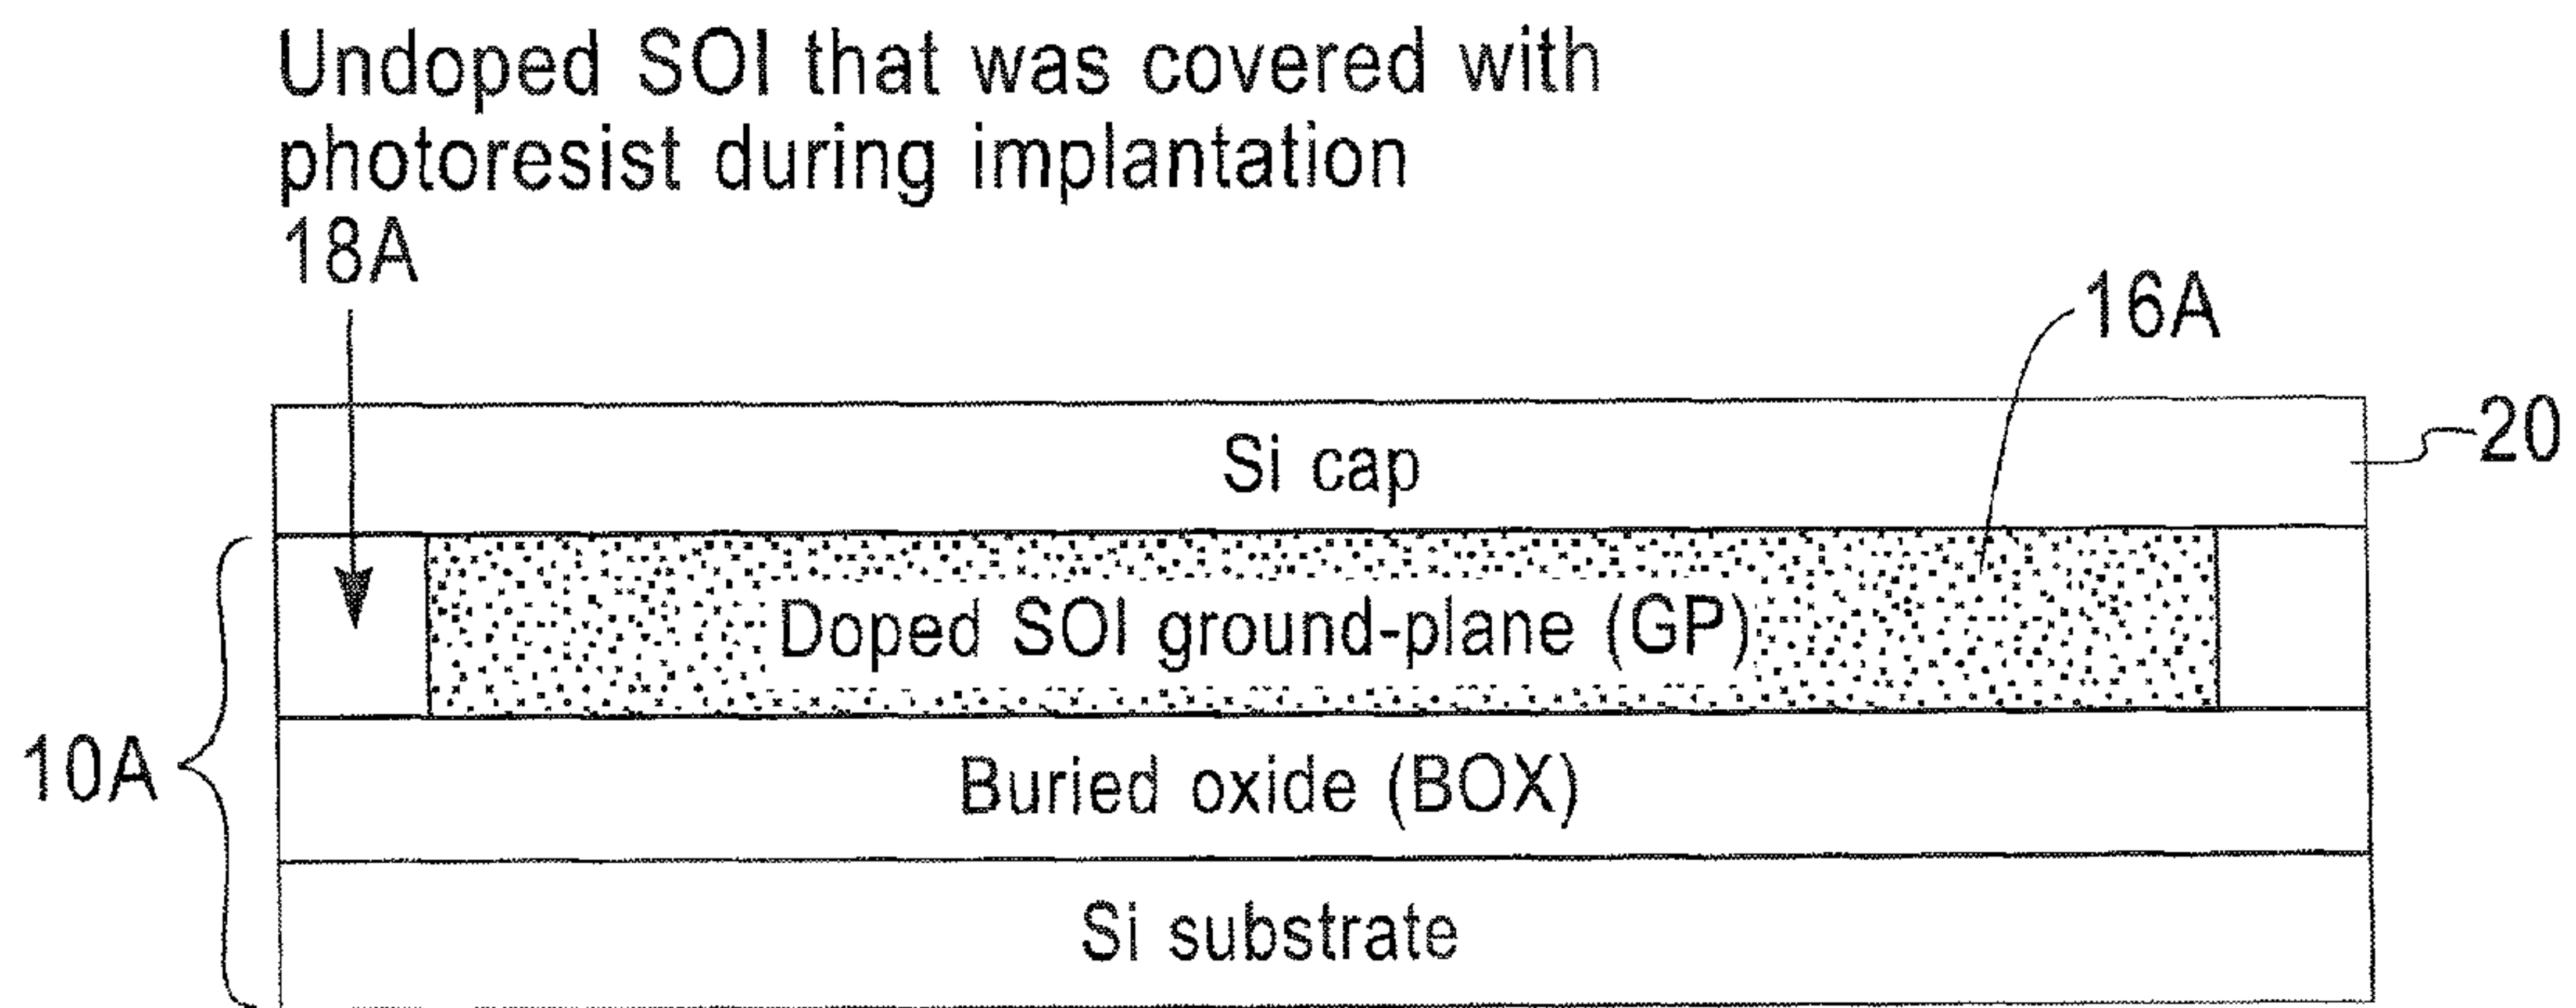 Undoped SOI that was covered with
photoresist during implantation
18A
16A
Si cap
20
Doped SOI ground-plane (GP)
10A
Buried oxide (BOX)
Si substrate